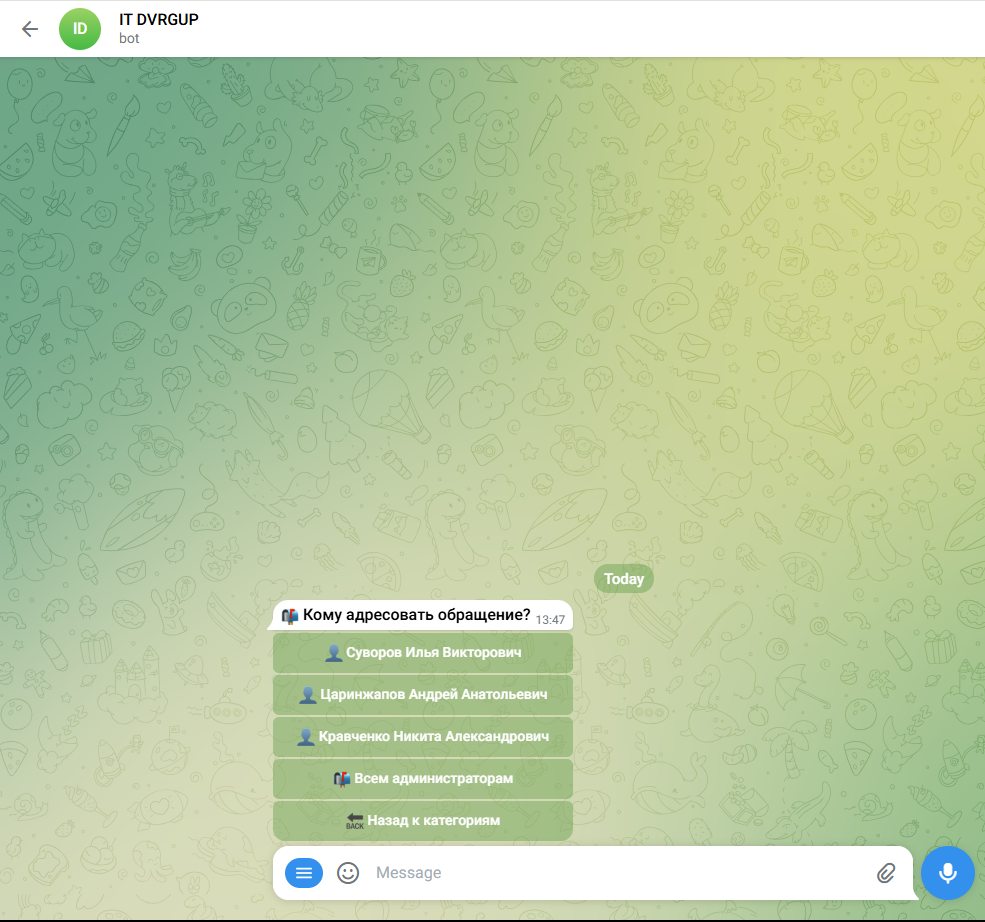 ID
IT DVRGUP
bot
Today
Кому адресовать обращение? 13:47
Суворов Илья Викторович
Царинжапов Андрей Анатольевич
Кравченко Никита Александрович
Всем администраторам
BACK Назад к категориям
Message